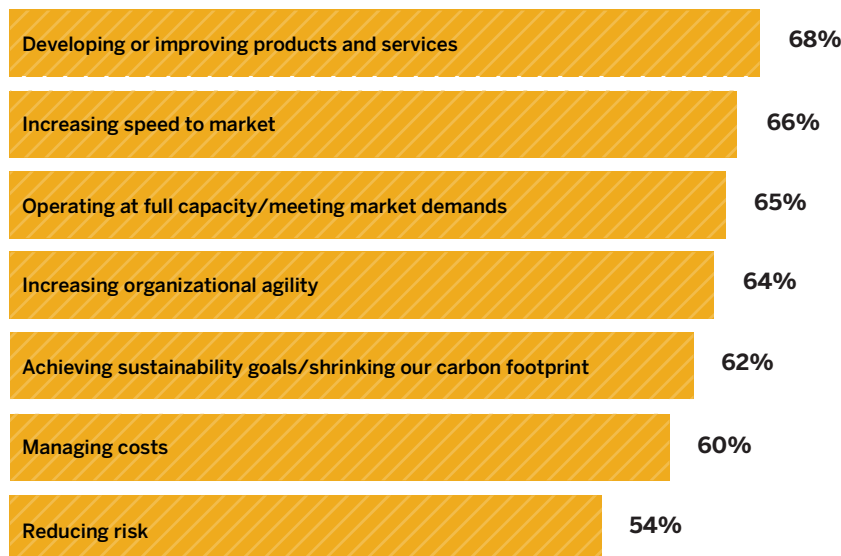 Developing or improving products and services 68%
Increasing speed to market 66%
Operating at full capacity/meeting market demands 65%
Increasing organizational agility 64%
Achieving sustainability goals/shrinking our carbon footprint 62%
Managing costs 60%
Reducing risk 54%